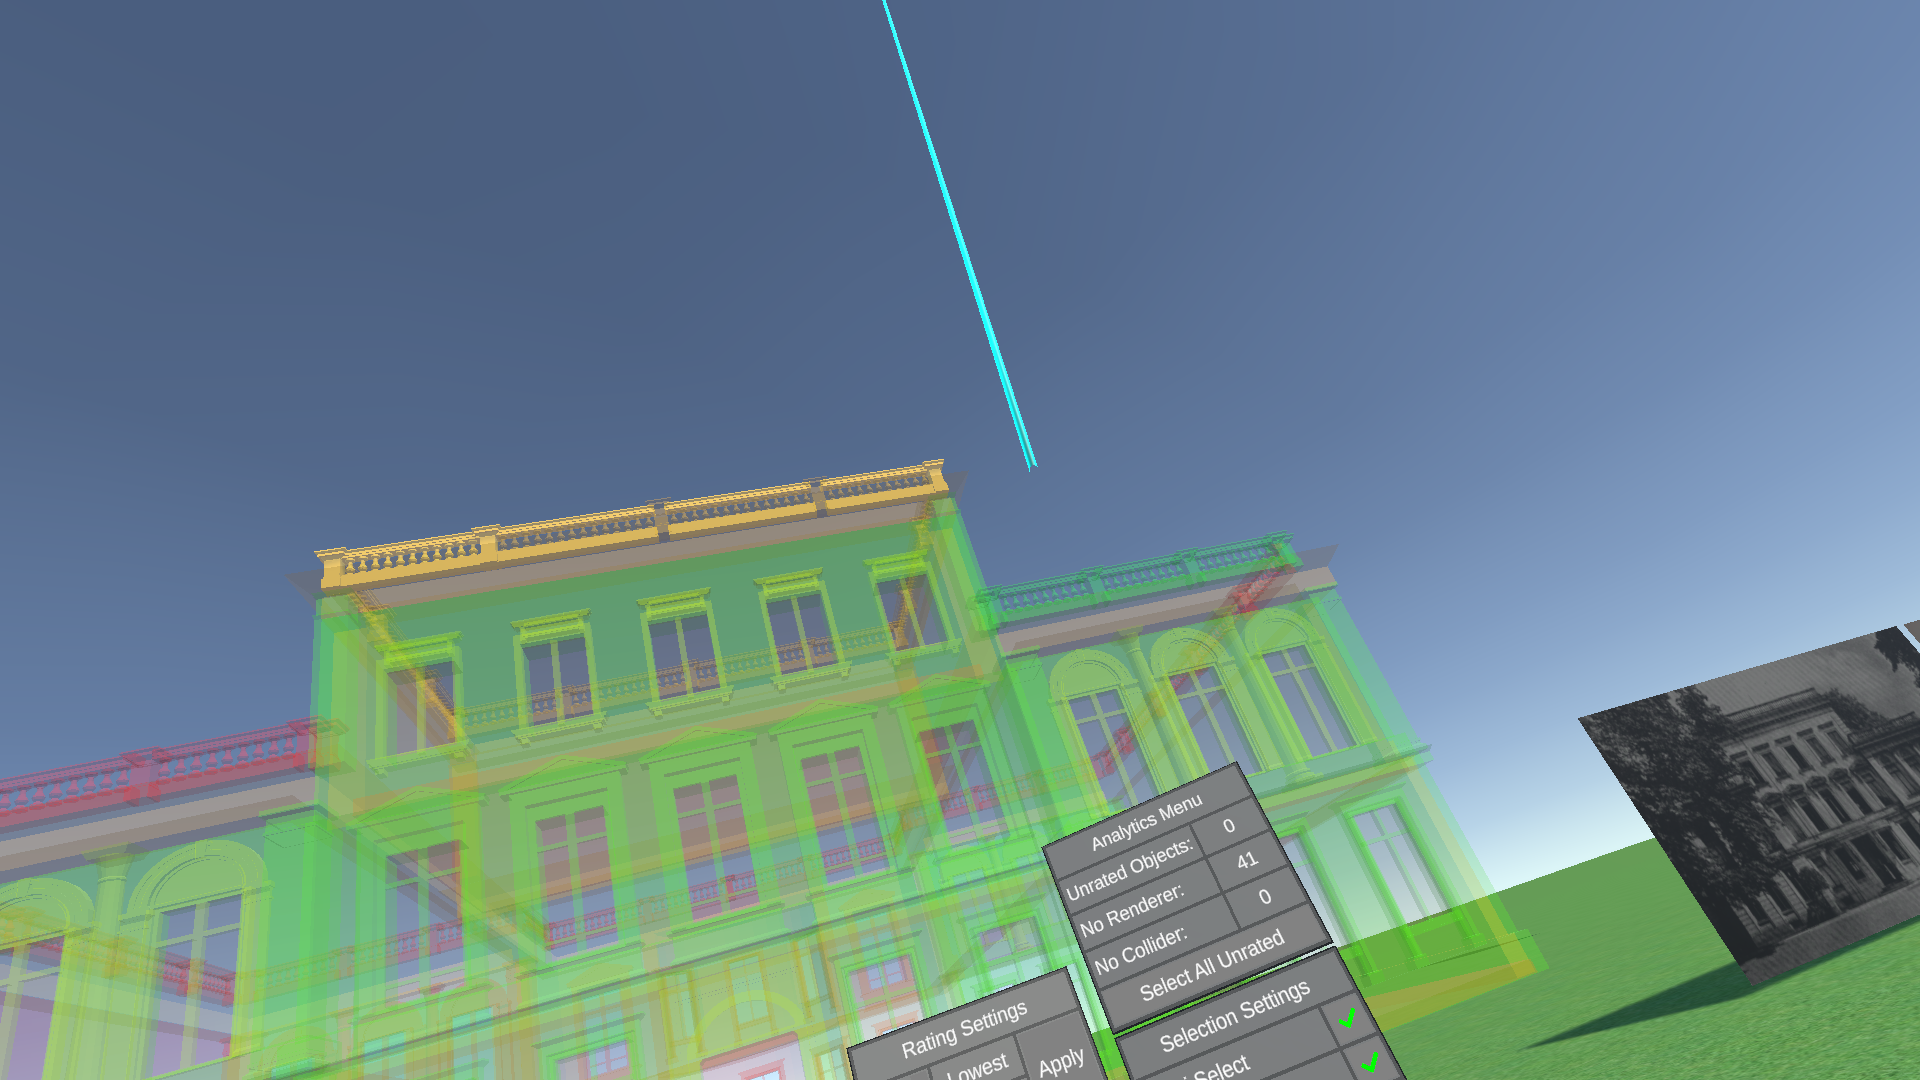 Analytics Menu
Unrated Objects: 0
No Renderer: 41
No Collider: 0
Select All Unrated
Selection Settings
Select
Rating Settings
Lowest
Apply